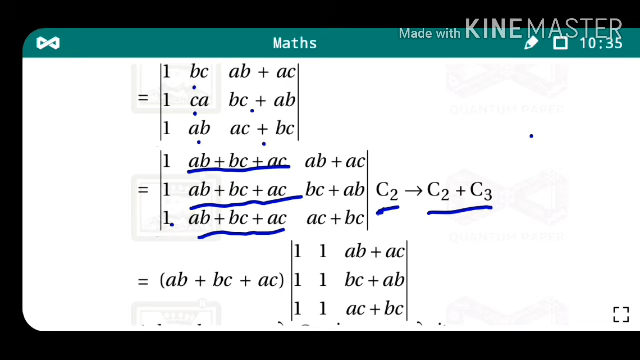 Made with KINEMASTER
Maths
10:35
= |1 bc ab + ac|
|1 ca bc + ab|
|1 ab ac + bc|
= |1 ab + bc + ac ab + ac|
|1 ab + bc + ac bc + ab| C₂ → C₂ + C₃
|1 ab + bc + ac ac + bc|
= (ab + bc + ac) |1 1 ab + ac|
|1 1 bc + ab|
|1 1 ac + bc|